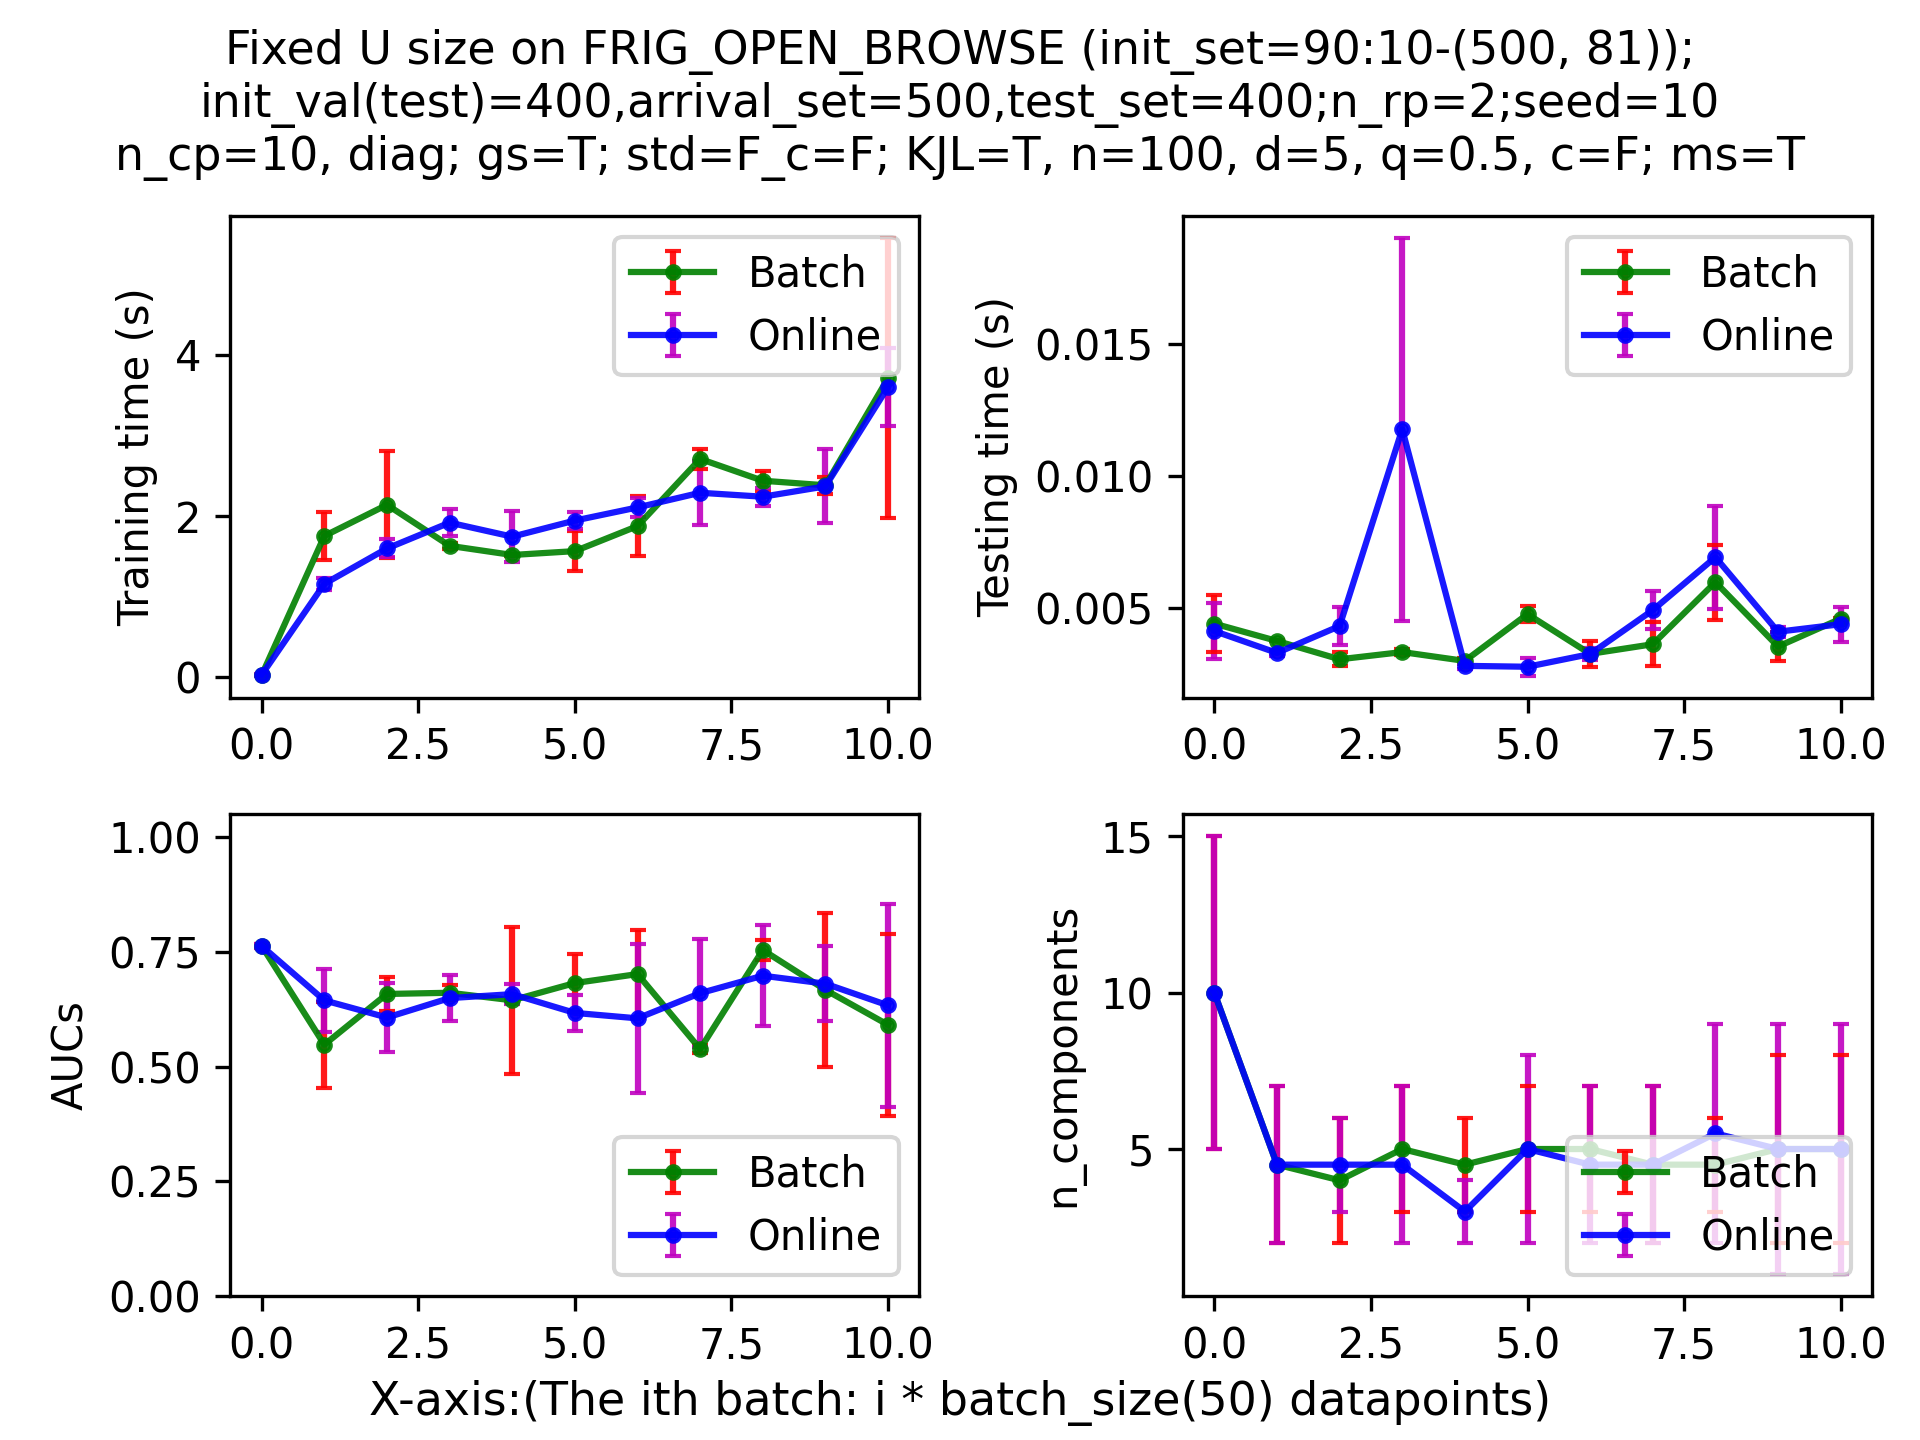 Fixed U size on FRIG_OPEN_BROWSE (init_set=90:10-(500, 81));
init_val(test)=400,arrival_set=500,test_set=400;n_rp=2;seed=10
n_cp=10, diag; gs=T; std=F_c=F; KJL=T, n=100, d=5, q=0.5, c=F; ms=T
Training time (s)
4
2
0
Batch
Online
0.0 2.5 5.0 7.5 10.0
Testing time (s)
0.015
0.010
0.005
Batch
Online
0.0 2.5 5.0 7.5 10.0
AUCs
1.00
0.75
0.50
0.25
0.00
Batch
Online
0.0 2.5 5.0 7.5 10.0
n_components
15
10
5
Batch
Online
0.0 2.5 5.0 7.5 10.0
X-axis:(The ith batch: i * batch_size(50) datapoints)